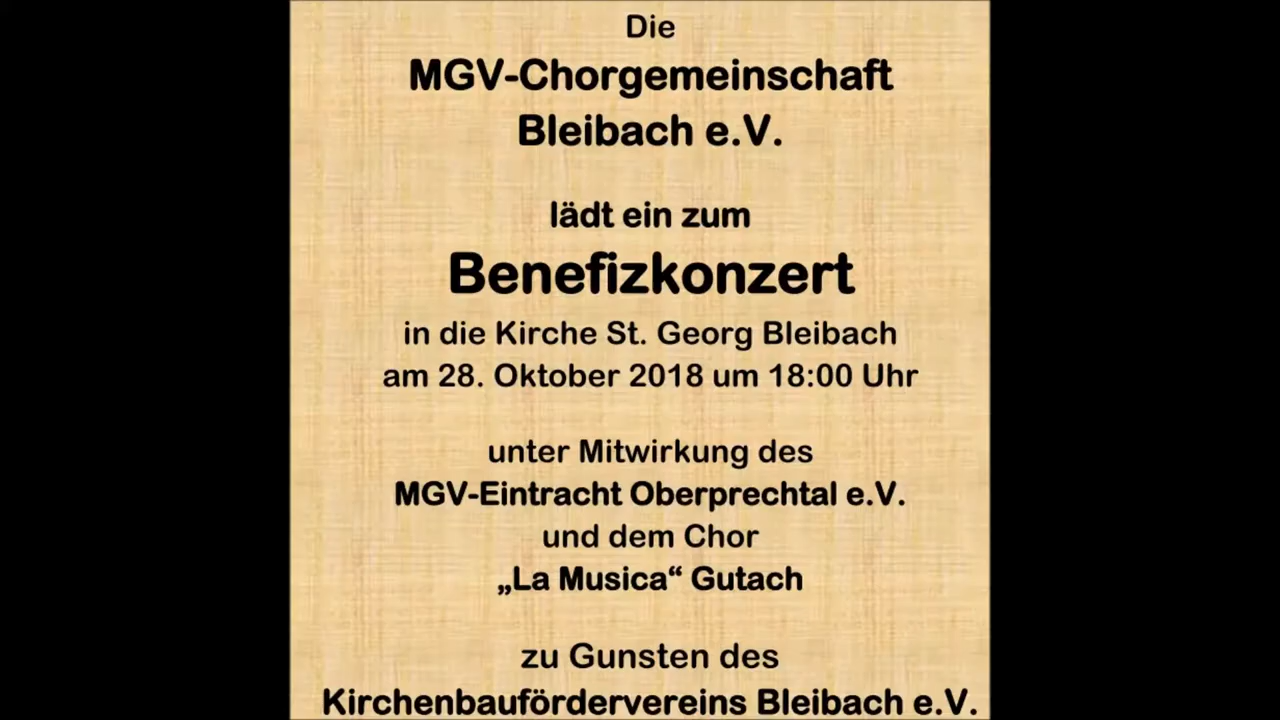 Die
MGV-Chorgemeinschaft
Bleibach e.V.
lädt ein zum
Benefizkonzert
in die Kirche St. Georg Bleibach
am 28. Oktober 2018 um 18:00 Uhr
unter Mitwirkung des
MGV-Eintracht Oberprechtal e.V.
und dem Chor
„La Musica“ Gutach
zu Gunsten des
Kirchenbaufördervereins Bleibach e.V.